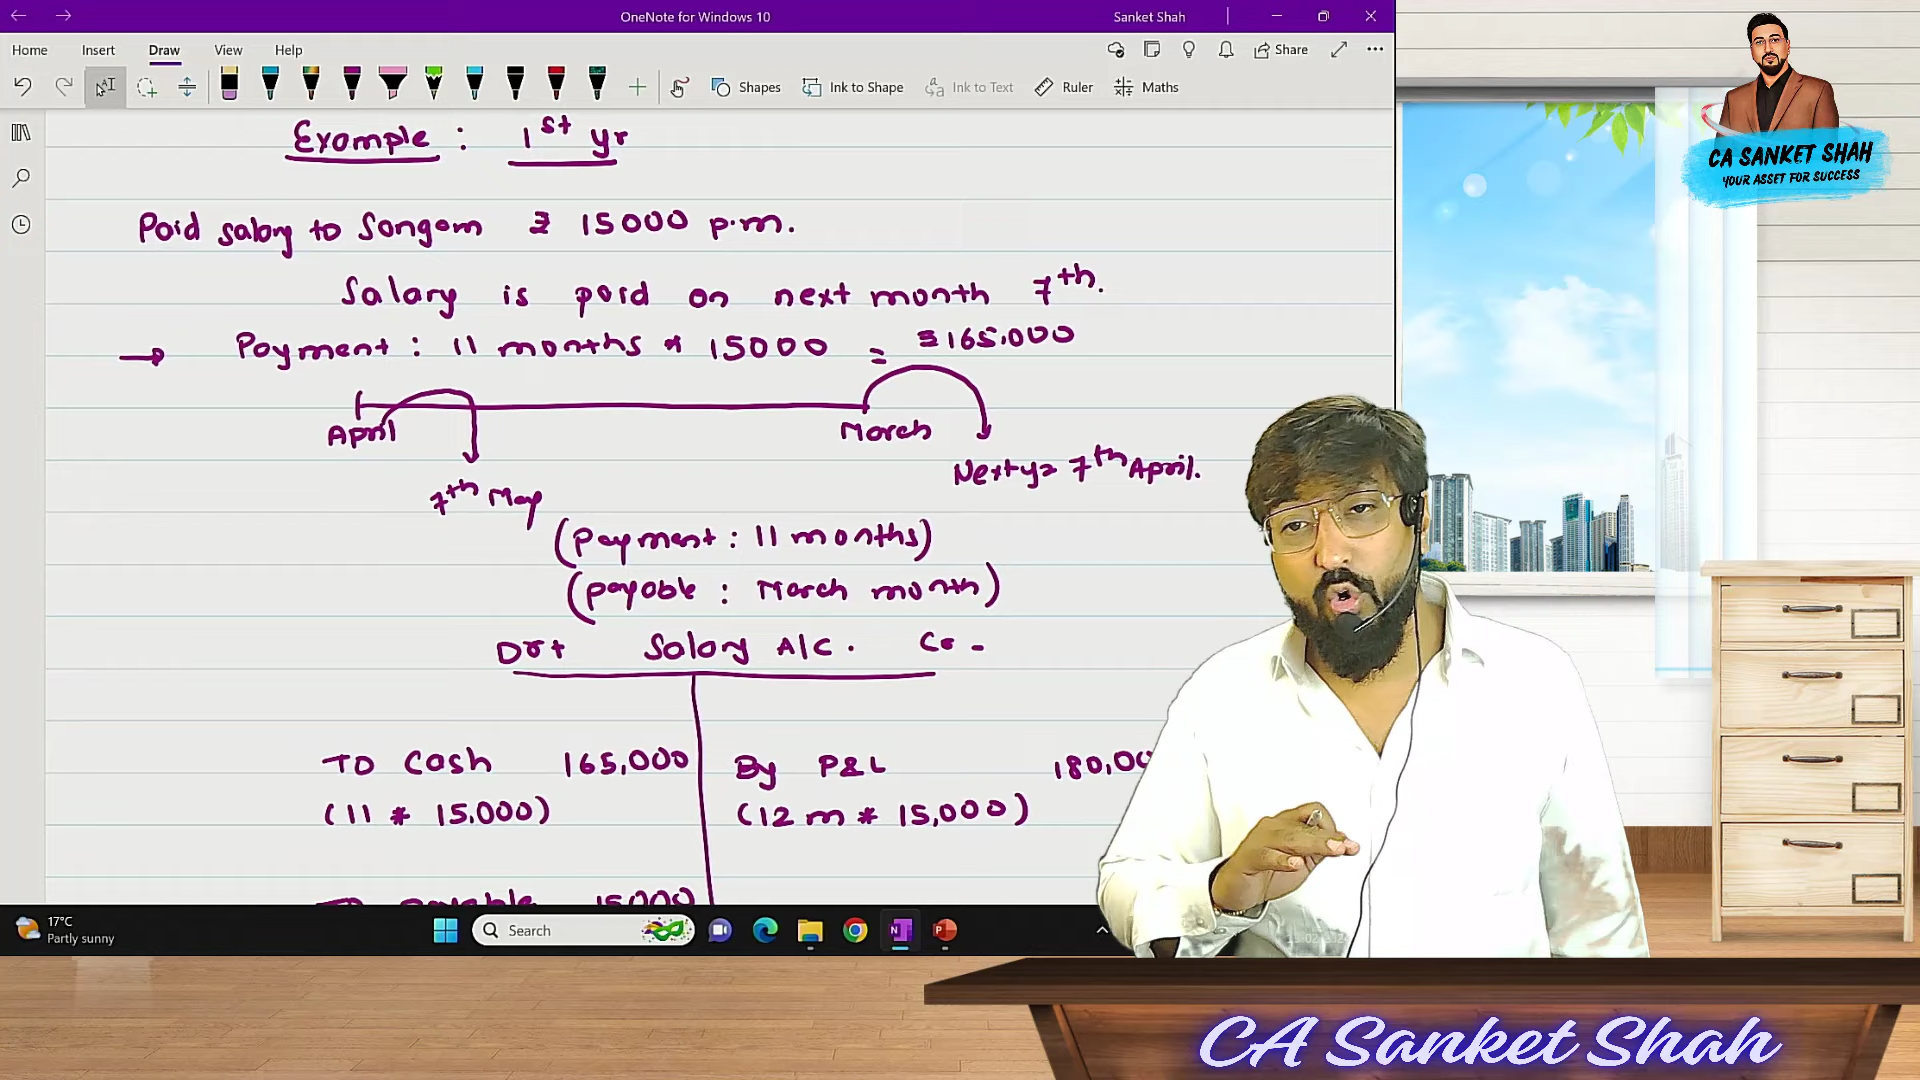 OneNote for Windows 10
Sanket Shah
Home Insert Draw View Help
Share
Shapes
Ink to Shape
Ink to Text
Ruler
Maths
Example : 1st yr
Paid salary to Sangam ₹ 15000 p.m.
Salary is paid on next month 7th.
→ Payment : 11 months * 15000 = ₹165,000
April
March
7th May
Next yr 7th April.
(payment : 11 months)
(payable : March month)
Drt Salary A/C. Cr -
To Cash 165,000
By P&L
(11 * 15,000)
(12 m * 15,000)
To payable 15000
17°C
Partly sunny
Search
CA SANKET SHAH
YOUR ASSET FOR SUCCESS
CA Sanket Shah